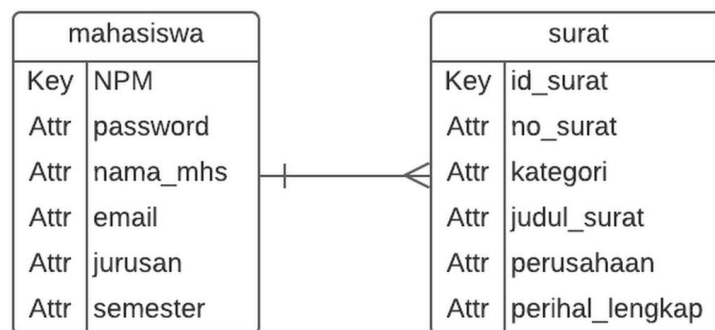 mahasiswa
Key NPM
Attr password
Attr nama_mhs
Attr email
Attr jurusan
Attr semester
surat
Key id_surat
Attr no_surat
Attr kategori
Attr judul_surat
Attr perusahaan
Attr perihal_lengkap